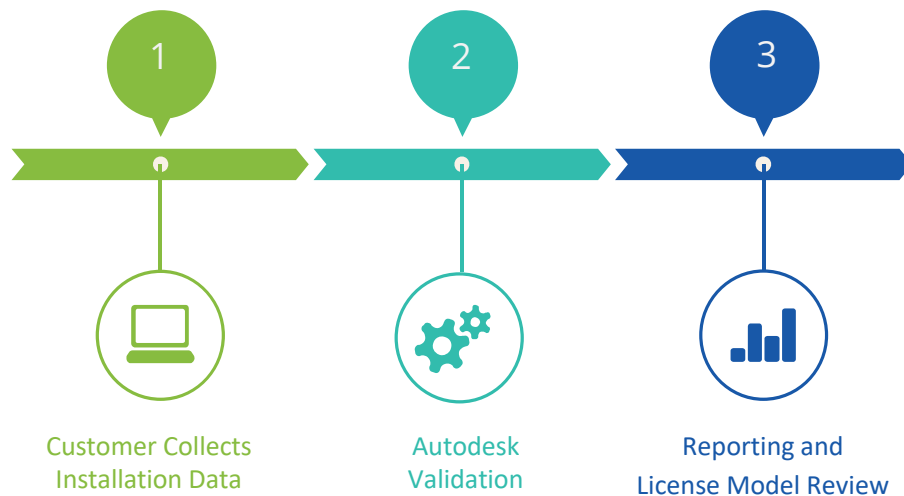 1
2
3
Customer Collects
Installation Data
Autodesk
Validation
Reporting and
License Model Review